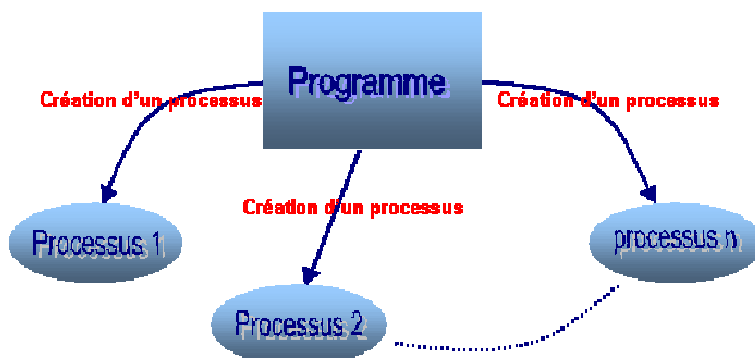 Programme
Création d'un processus
Création d'un processus
Création d'un processus
Processus 1
processus n
Processus 2